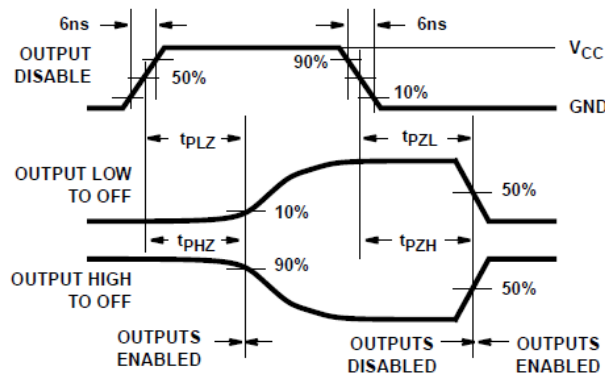 6ns 6ns
OUTPUT
DISABLE
90%
50%
10%
VCC
GND
tPLZ tPZL
OUTPUT LOW
TO OFF
10%
50%
tPHZ tPZH
OUTPUT HIGH
TO OFF
90%
50%
OUTPUTS
ENABLED
OUTPUTS
DISABLED
OUTPUTS
ENABLED